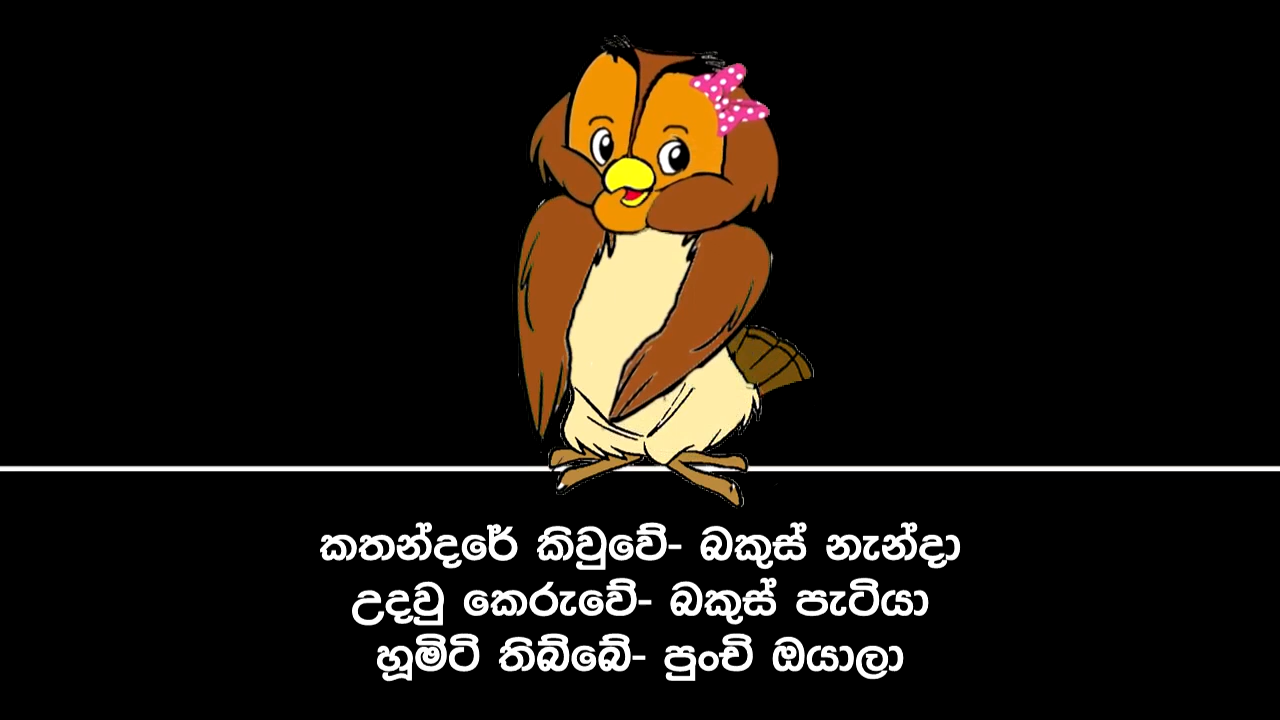 කතන්දරේ කිවුවේ- බකුස් නැන්දා
උදවු කෙරුවේ- බකුස් පැටියා
හූමිටි තිබ්බේ- පුංචි ඔයාලා